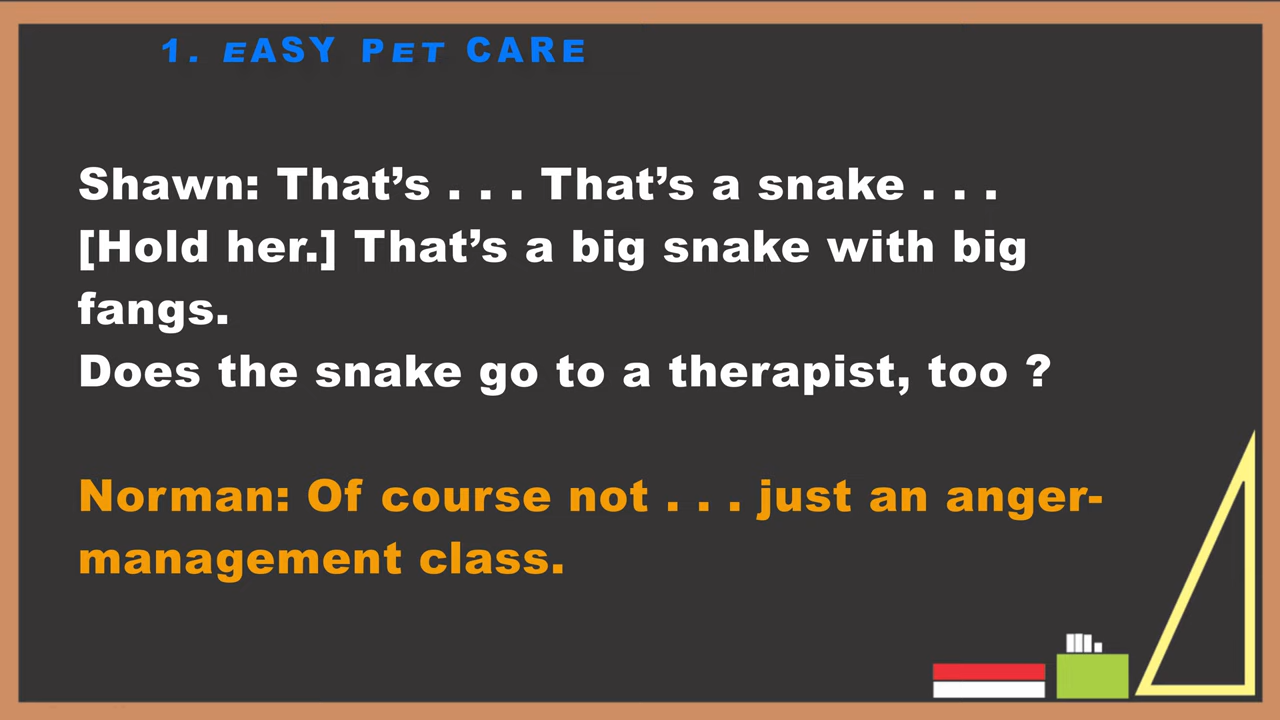 1. EASY PET CARE
Shawn: That’s . . . That’s a snake . . .
[Hold her.] That’s a big snake with big
fangs.
Does the snake go to a therapist, too ?
Norman: Of course not . . . just an anger-
management class.